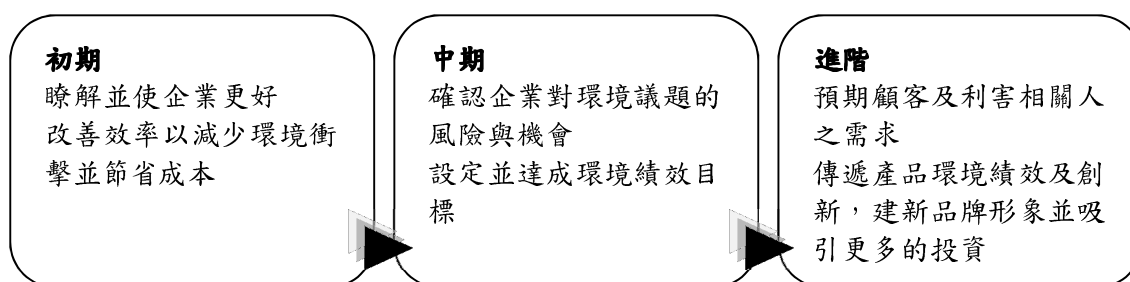 初期
瞭解並使企業更好
改善效率以減少環境衝
擊並節省成本
中期
確認企業對環境議題的
風險與機會
設定並達成環境績效目
標
進階
預期顧客及利害相關人
之需求
傳遞產品環境績效及創
新，建新品牌形象並吸
引更多的投資